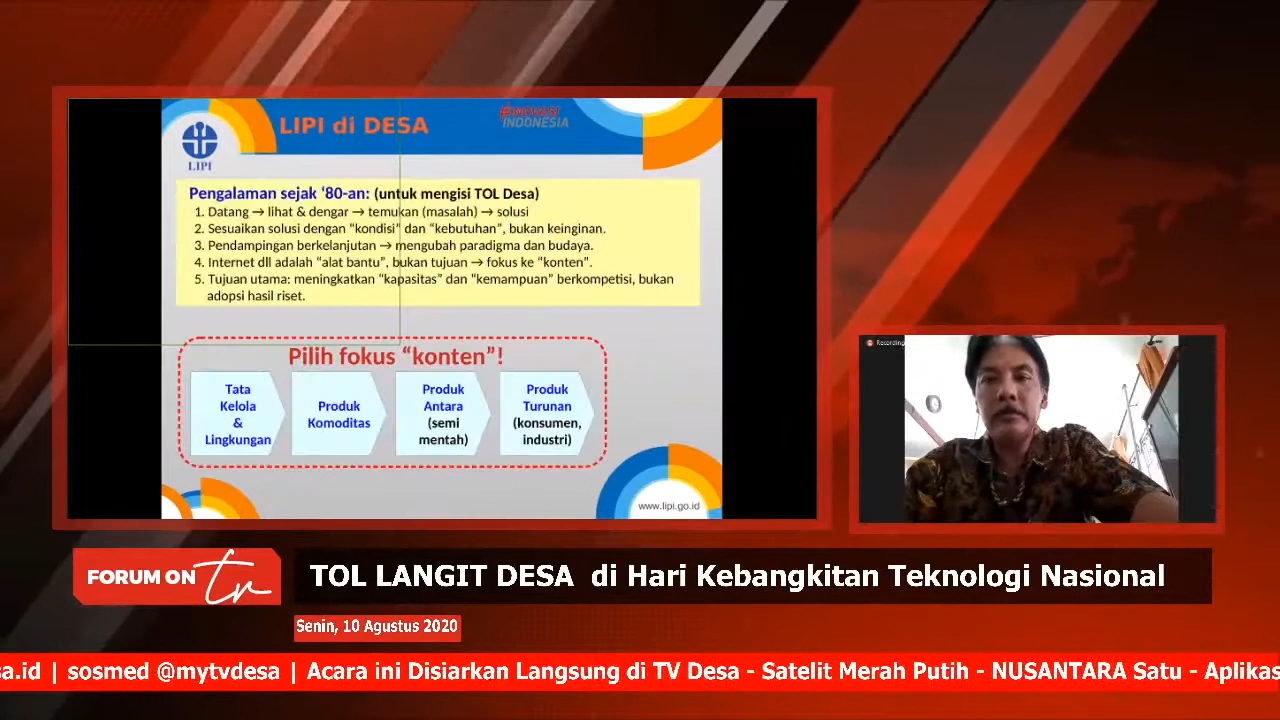 LIPI di DESA
#INOVASI
INDONESIA
LIPI
Pengalaman sejak ‘80-an: (untuk mengisi TOL Desa)
1. Datang → lihat & dengar → temukan (masalah) → solusi
2. Sesuaikan solusi dengan “kondisi” dan “kebutuhan”, bukan keinginan.
3. Pendampingan berkelanjutan → mengubah paradigma dan budaya.
4. Internet dll adalah “alat bantu”, bukan tujuan → fokus ke “konten”.
5. Tujuan utama: meningkatkan “kapasitas” dan “kemampuan” berkompetisi, bukan
adopsi hasil riset.
Pilih fokus “konten”!
Tata
Kelola
&
Lingkungan
Produk
Komoditas
Produk
Antara
(semi
mentah)
Produk
Turunan
(konsumen,
industri)
www.lipi.go.id
Recording
FORUM ON tr
TOL LANGIT DESA di Hari Kebangkitan Teknologi Nasional
Senin, 10 Agustus 2020
sa.id | sosmed @mytvdesa | Acara ini Disiarkan Langsung di TV Desa - Satelit Merah Putih - NUSANTARA Satu - Aplikas